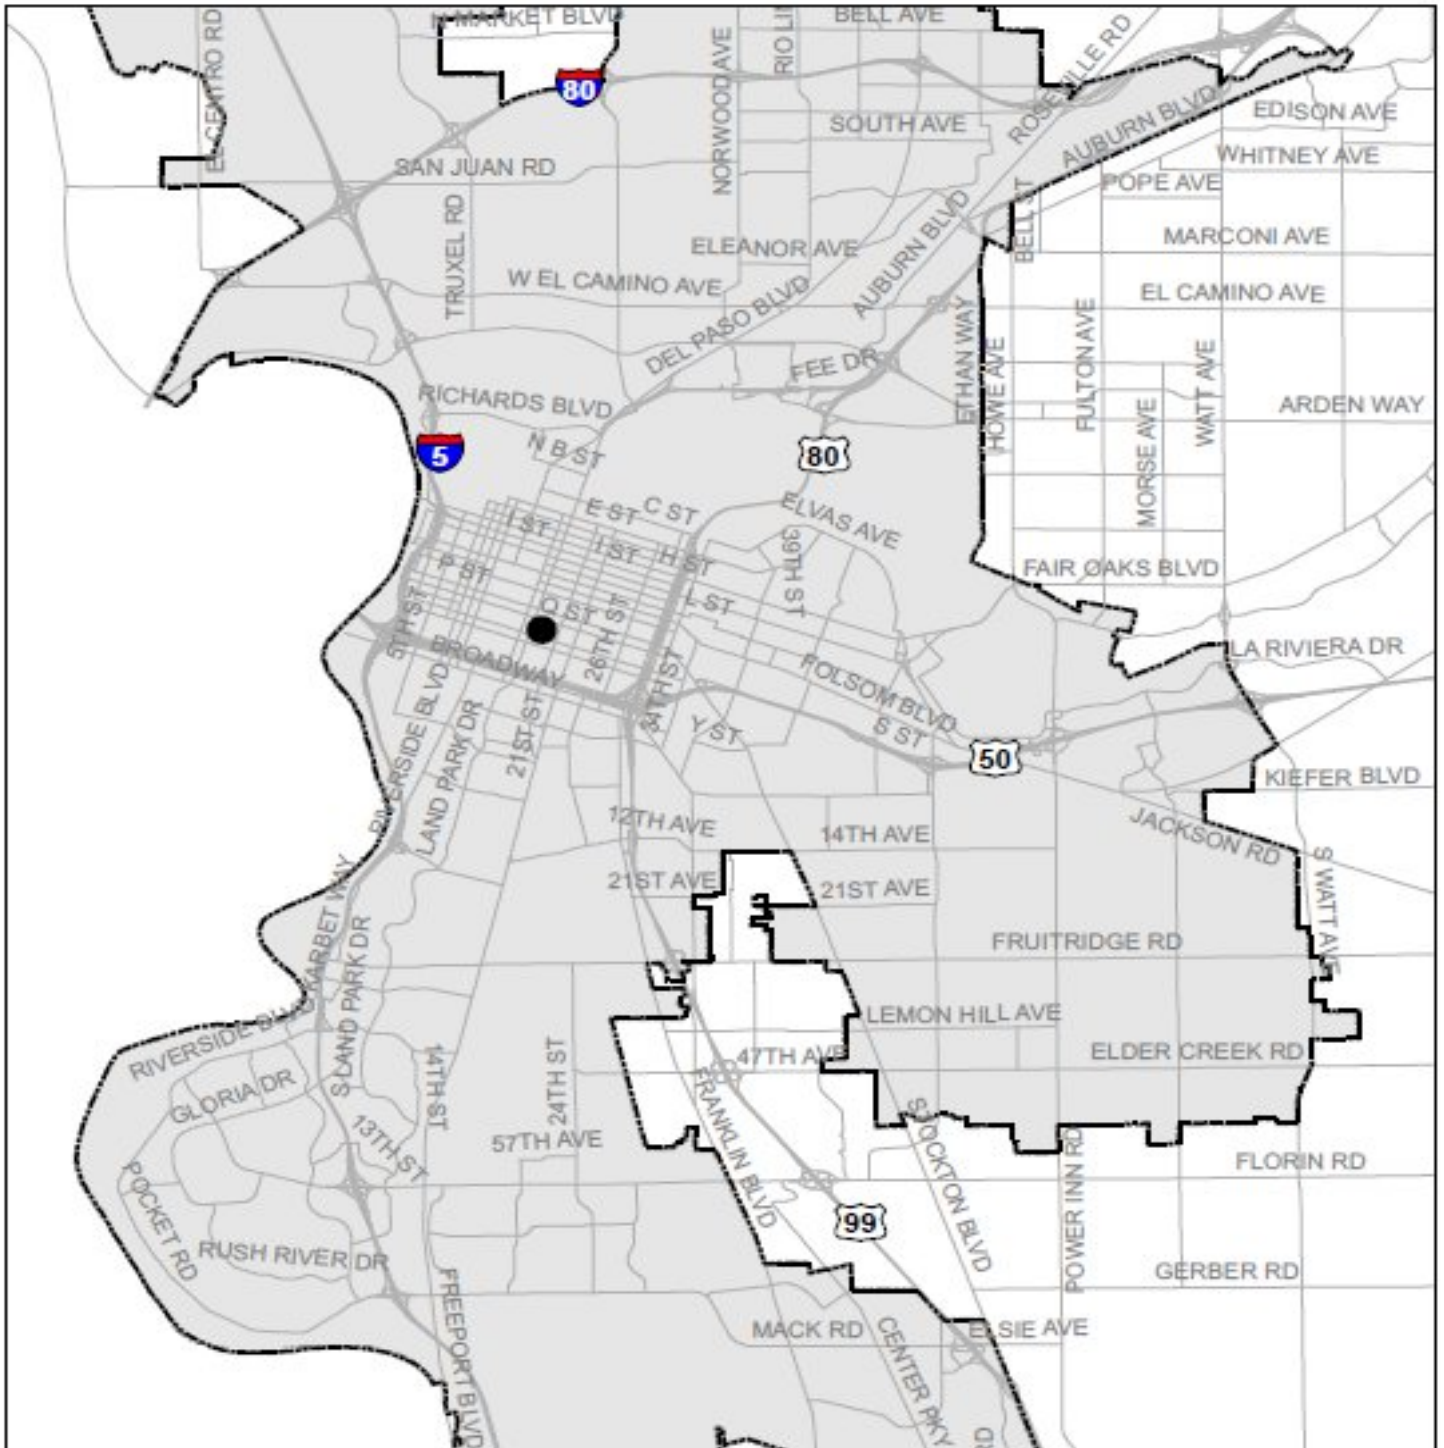 N MARKET BLVD
BELL AVE
EL CENTRO RD
NORWOOD AVE
ROSEVILLE RD
80
AUBURN BLVD
EDISON AVE
SOUTH AVE
WHITNEY AVE
SAN JUAN RD
POPE AVE
BELL ST
TRUXEL RD
ELEANOR AVE
AUBURN BLVD
MARCONI AVE
W EL CAMINO AVE
EL CAMINO AVE
DEL PASO BLVD
FEE DR
ETHAN WAY
HOWE AVE
FULTON AVE
WATT AVE
MORSE AVE
ARDEN WAY
RICHARDS BLVD
N B ST
5
80
E ST
C ST
ELVAS AVE
I ST
I ST
H ST
39TH ST
P ST
FAIR OAKS BLVD
5TH ST
Q ST
26TH ST
L ST
BROADWAY
34TH ST
LA RIVIERA DR
FOLSOM BLVD
S ST
RIVERSIDE BLVD
LAND PARK DR
21ST ST
Y ST
50
KIEFER BLVD
12TH AVE
14TH AVE
JACKSON RD
21ST AVE
21ST AVE
S WATT AVE
KARBET WAY
S LAND PARK DR
FRUITRIDGE RD
LEMON HILL AVE
RIVERSIDE BLVD
47TH AVE
ELDER CREEK RD
GLORIA DR
14TH ST
24TH ST
FRANKLIN BLVD
STOCKTON BLVD
13TH ST
57TH AVE
POWER INN RD
FLORIN RD
POCKET RD
99
RUSH RIVER DR
GERBER RD
FREEPORT BLVD
MACK RD
CENTER PKY
ELSIE AVE